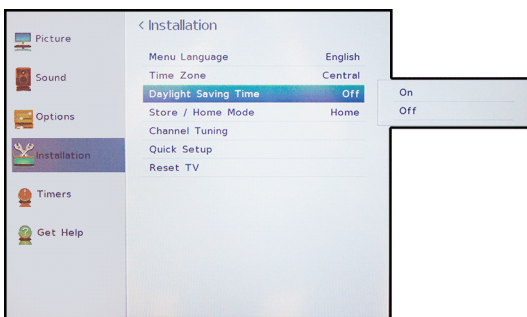 < Installation
Picture
Sound
Options
Installation
Timers
Get Help
Menu Language English
Time Zone Central
Daylight Saving Time Off
Store / Home Mode Home
Channel Tuning
Quick Setup
Reset TV
On
Off